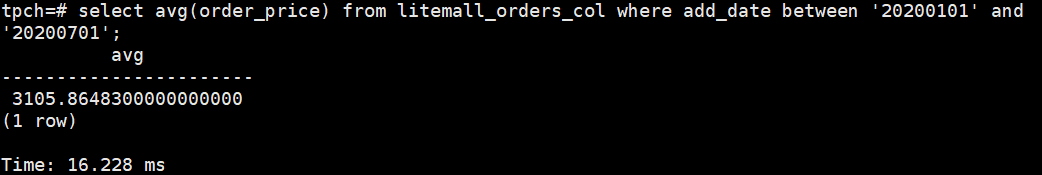 tpch=# select avg(order_price) from litemall_orders_col where add_date between '20200101' and
'20200701';
          avg
-----------------------
 3105.8648300000000000
(1 row)

Time: 16.228 ms